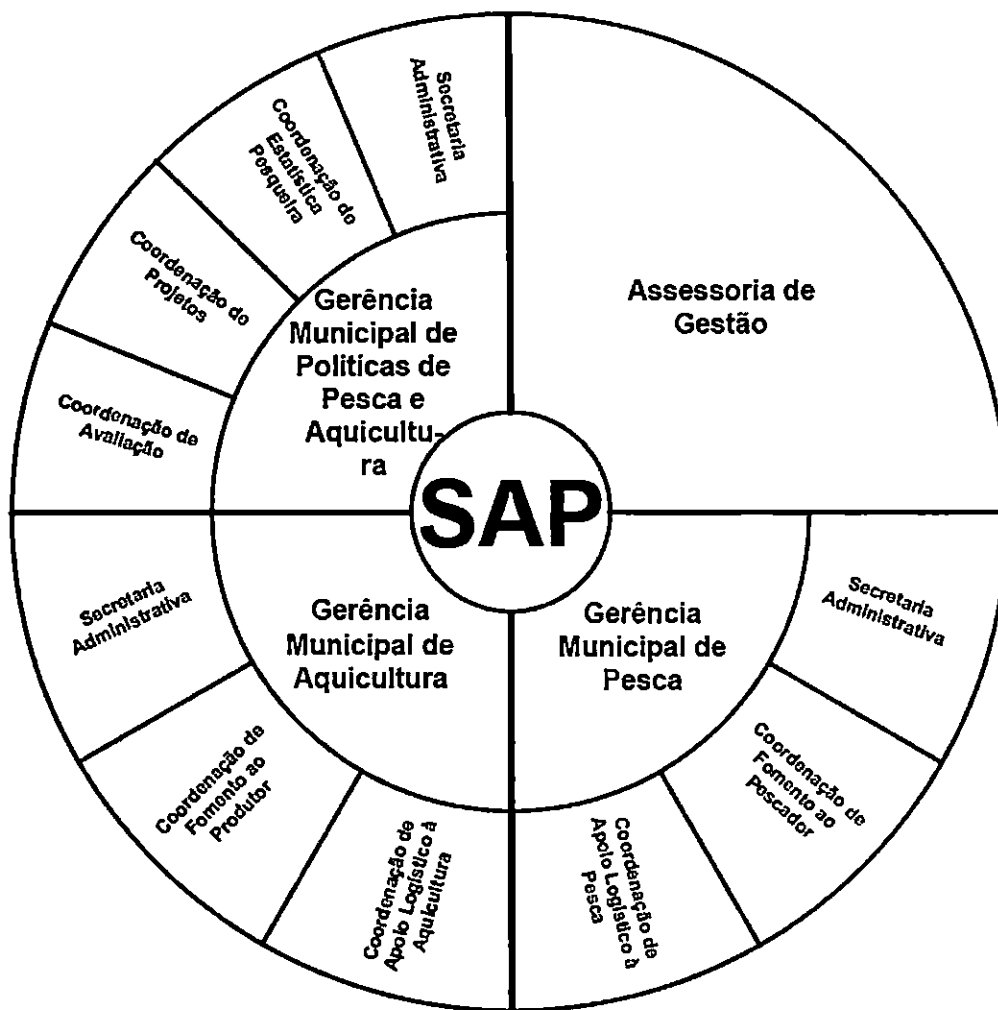 Secretaria
Administrativa
Coordenação de
Estatística
Pesqueira
Coordenação de
Projetos
Coordenação de
Avaliação
Gerência
Municipal de
Políticas de
Pesca e
Aquicultu-
ra
Assessoria de
Gestão
SAP
Gerência
Municipal de
Aquicultura
Gerência
Municipal de
Pesca
Secretaria
Administrativa
Coordenação de
Fomento ao
Produtor
Coordenação de
Apoio Logístico à
Aquicultura
Coordenação de
Apoio Logístico à
Pesca
Coordenação de
Fomento ao
Pescador
Secretaria
Administrativa